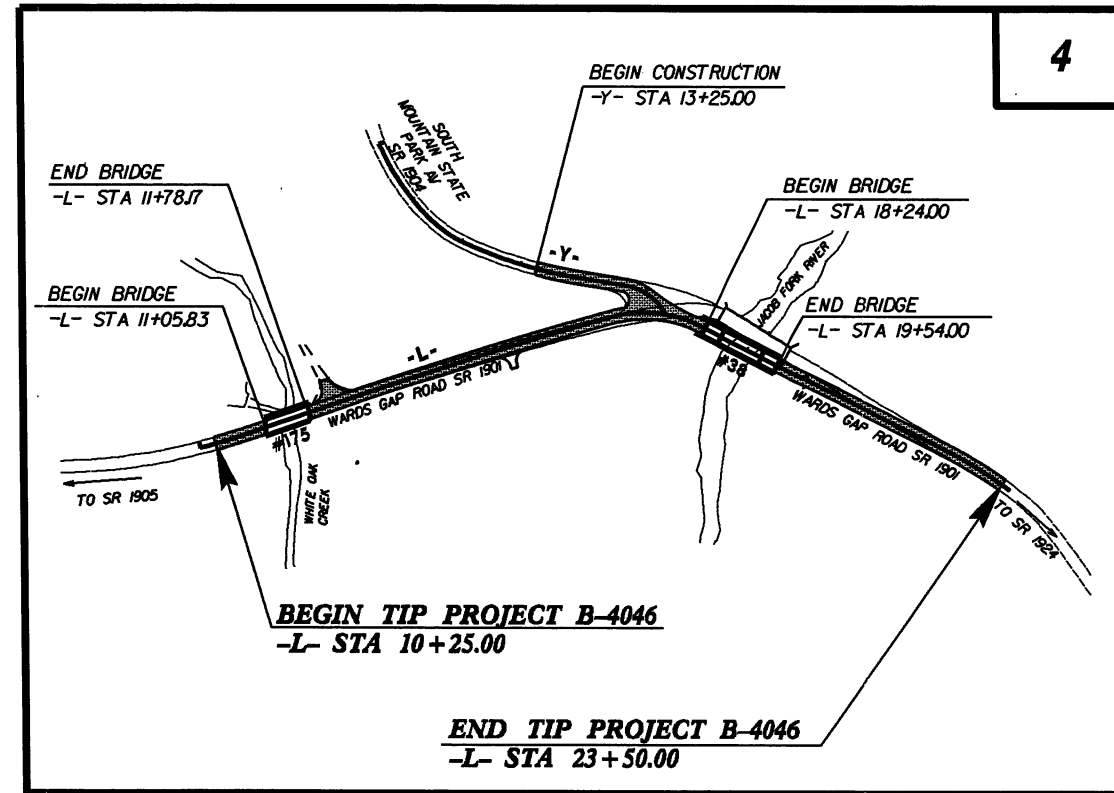 4
BEGIN CONSTRUCTION
-Y- STA 13+25.00
SOUTH
MOUNTAIN STATE
PARK AV
SR 1904
END BRIDGE
-L- STA 11+78.17
BEGIN BRIDGE
-L- STA 18+24.00
-Y-
JACOB FORK RIVER
BEGIN BRIDGE
-L- STA 11+05.83
END BRIDGE
-L- STA 19+54.00
-L-
#38
WARDS GAP ROAD SR 1901
WARDS GAP ROAD SR 1901
#175
TO SR 1905
WHITE OAK
CREEK
TO SR 1924
BEGIN TIP PROJECT B-4046
-L- STA 10+25.00
END TIP PROJECT B-4046
-L- STA 23+50.00